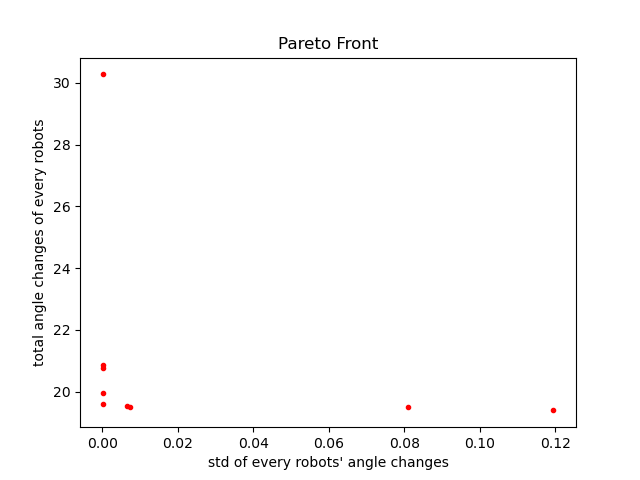 Pareto Front
total angle changes of every robots
30
28
26
24
22
20
0.00 0.02 0.04 0.06 0.08 0.10 0.12
std of every robots' angle changes